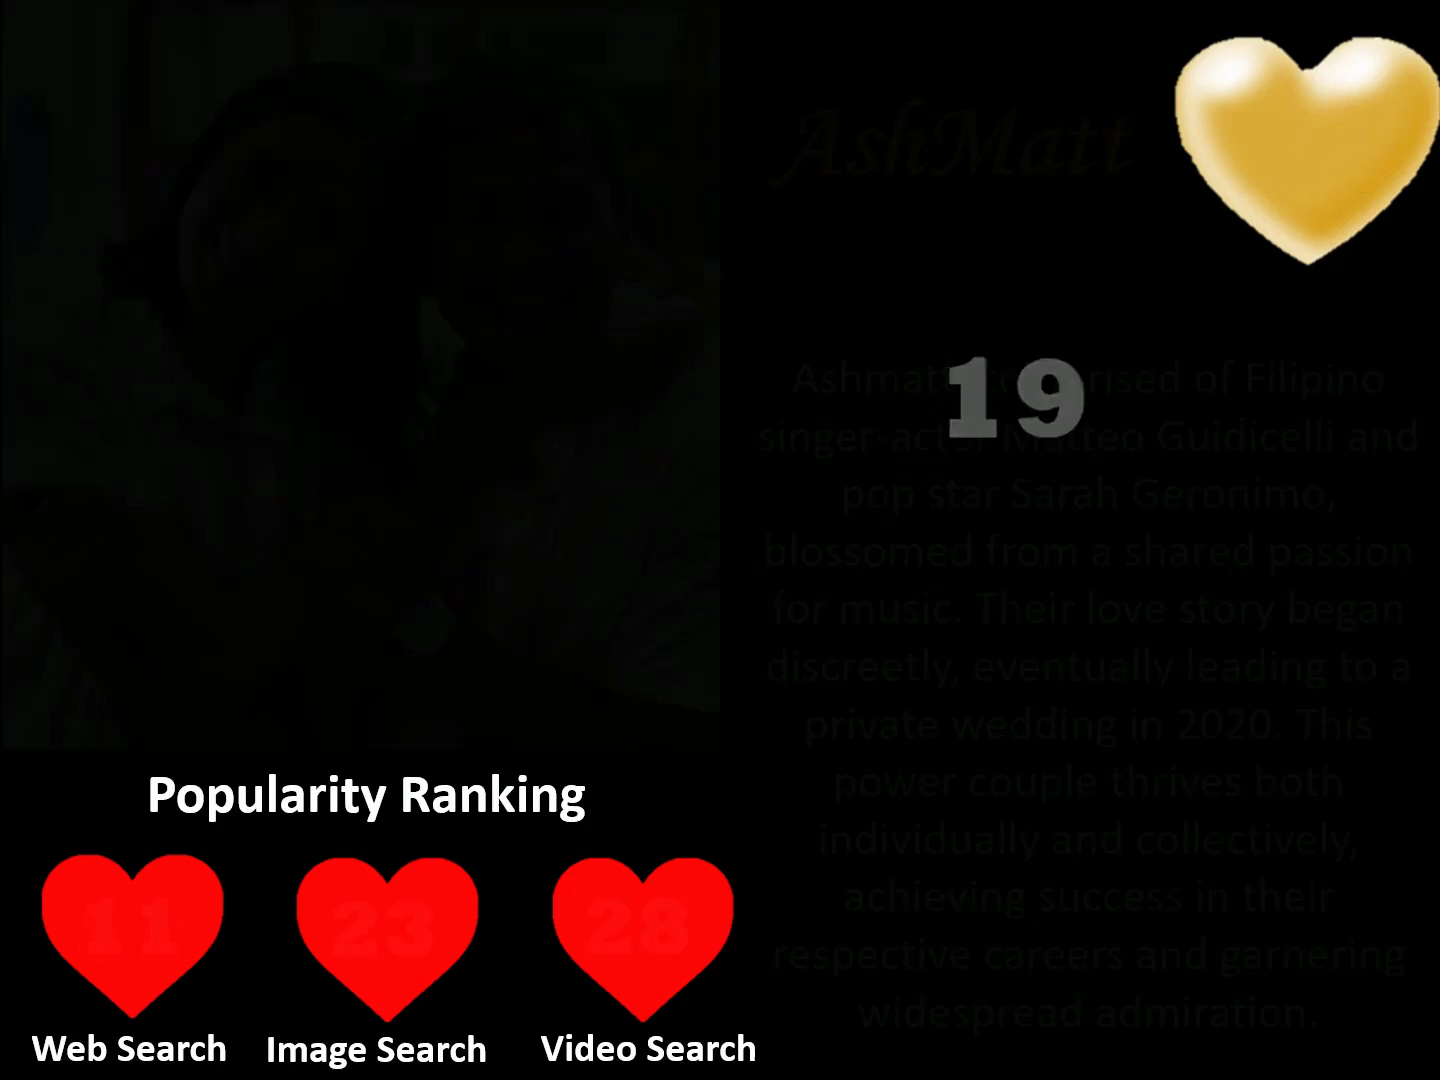 AshMatt
19
Ashmatt, comprised of Filipino
singer-actor Matteo Guidicelli and
pop star Sarah Geronimo,
blossomed from a shared passion
for music. Their love story began
discreetly, eventually leading to a
private wedding in 2020. This
power couple thrives both
individually and collectively,
achieving success in their
respective careers and garnering
widespread admiration.
Popularity Ranking
11 23 28
Web Search Image Search Video Search